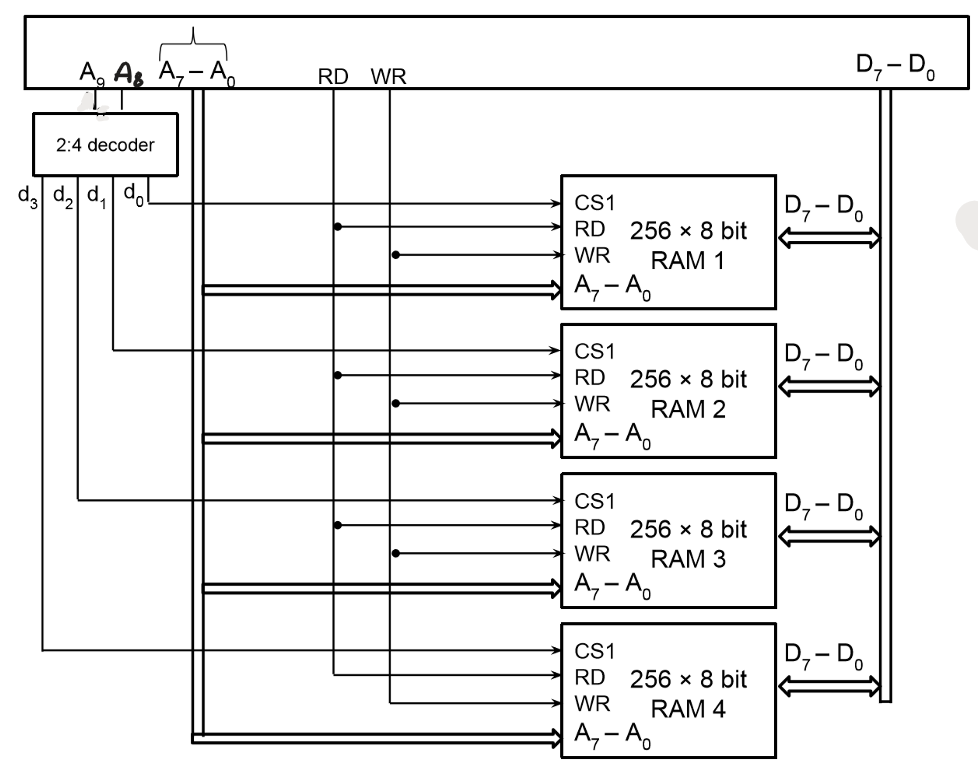 A₉ A₈ A₇ – A₀ RD WR D₇ – D₀
2:4 decoder
d₃ d₂ d₁ d₀
CS1
RD
WR
A₇ – A₀
256 × 8 bit
RAM 1
D₇ – D₀
CS1
RD
WR
A₇ – A₀
256 × 8 bit
RAM 2
D₇ – D₀
CS1
RD
WR
A₇ – A₀
256 × 8 bit
RAM 3
D₇ – D₀
CS1
RD
WR
A₇ – A₀
256 × 8 bit
RAM 4
D₇ – D₀